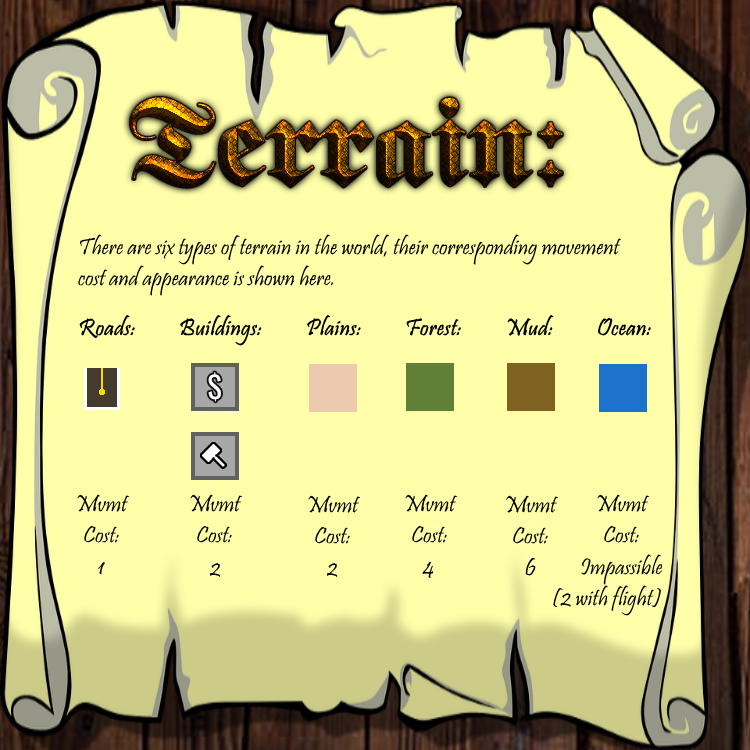 Terrain:
There are six types of terrain in the world, their corresponding movement
cost and appearance is shown here.
Roads: Buildings: Plains: Forest: Mud: Ocean:
$
Mvmt Mvmt Mvmt Mvmt Mvmt Mvmt
Cost: Cost: Cost: Cost: Cost: Cost:
1 2 2 4 6 Impassible
(2 with flight)